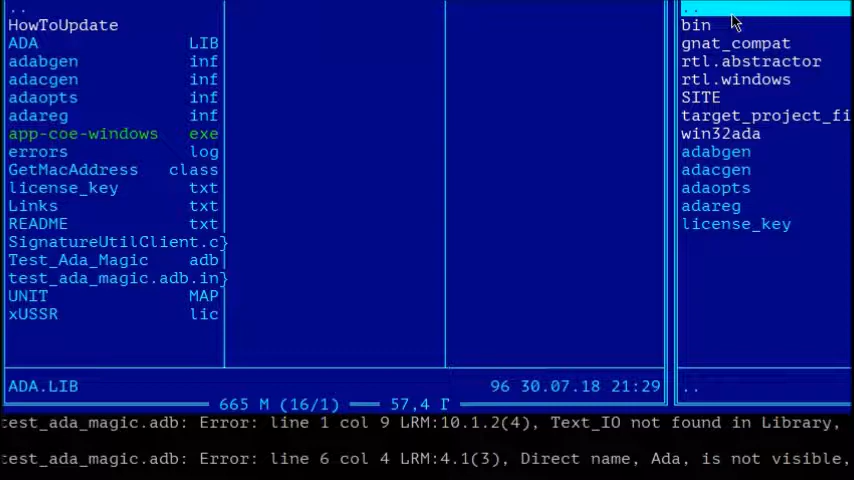 ..
HowToUpdate
ADA LIB
adabgen inf
adacgen inf
adaopts inf
adareg inf
app-coe-windows exe
errors log
GetMacAddress class
license_key txt
Links txt
README txt
SignatureUtilClient.c}
Test_Ada_Magic adb
test_ada_magic.adb.in}
UNIT MAP
xUSSR lic
ADA.LIB 96 30.07.18 21:29
665 M (16/1) 57,4 Г
..
bin
gnat_compat
rtl.abstractor
rtl.windows
SITE
target_project_fi
win32ada
adabgen
adacgen
adaopts
adareg
license_key
..
test_ada_magic.adb: Error: line 1 col 9 LRM:10.1.2(4), Text_IO not found in Library,
test_ada_magic.adb: Error: line 6 col 4 LRM:4.1(3), Direct name, Ada, is not visible,